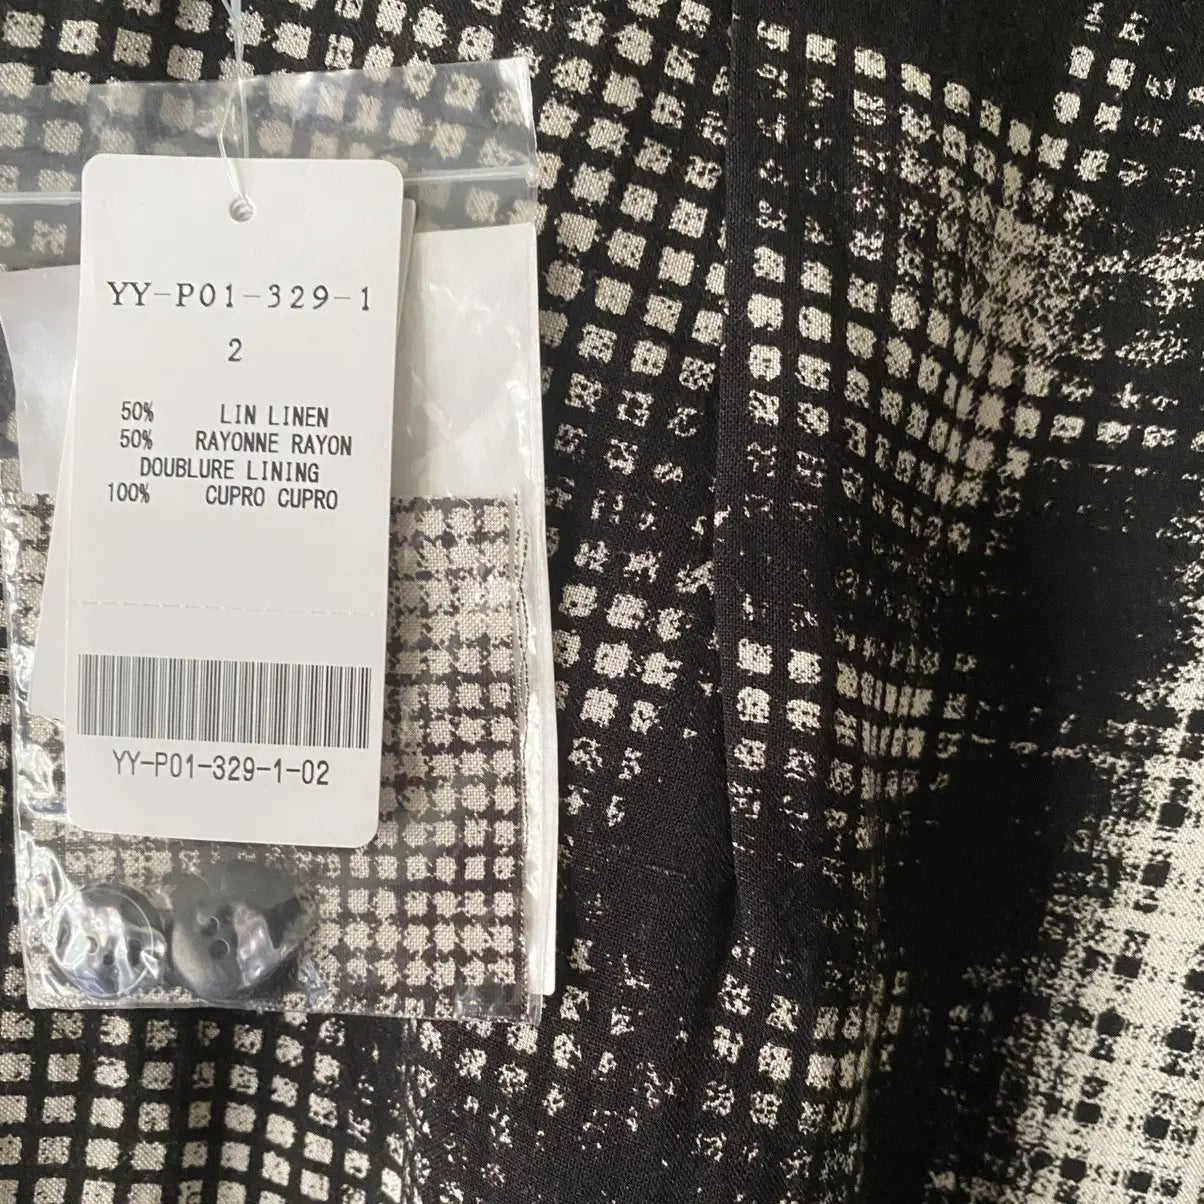 YY-P01-329-1
2
50% LIN LINEN
50% RAYONNE RAYON
DOUBLURE LINING
100% CUPRO CUPRO
YY-P01-329-1-02